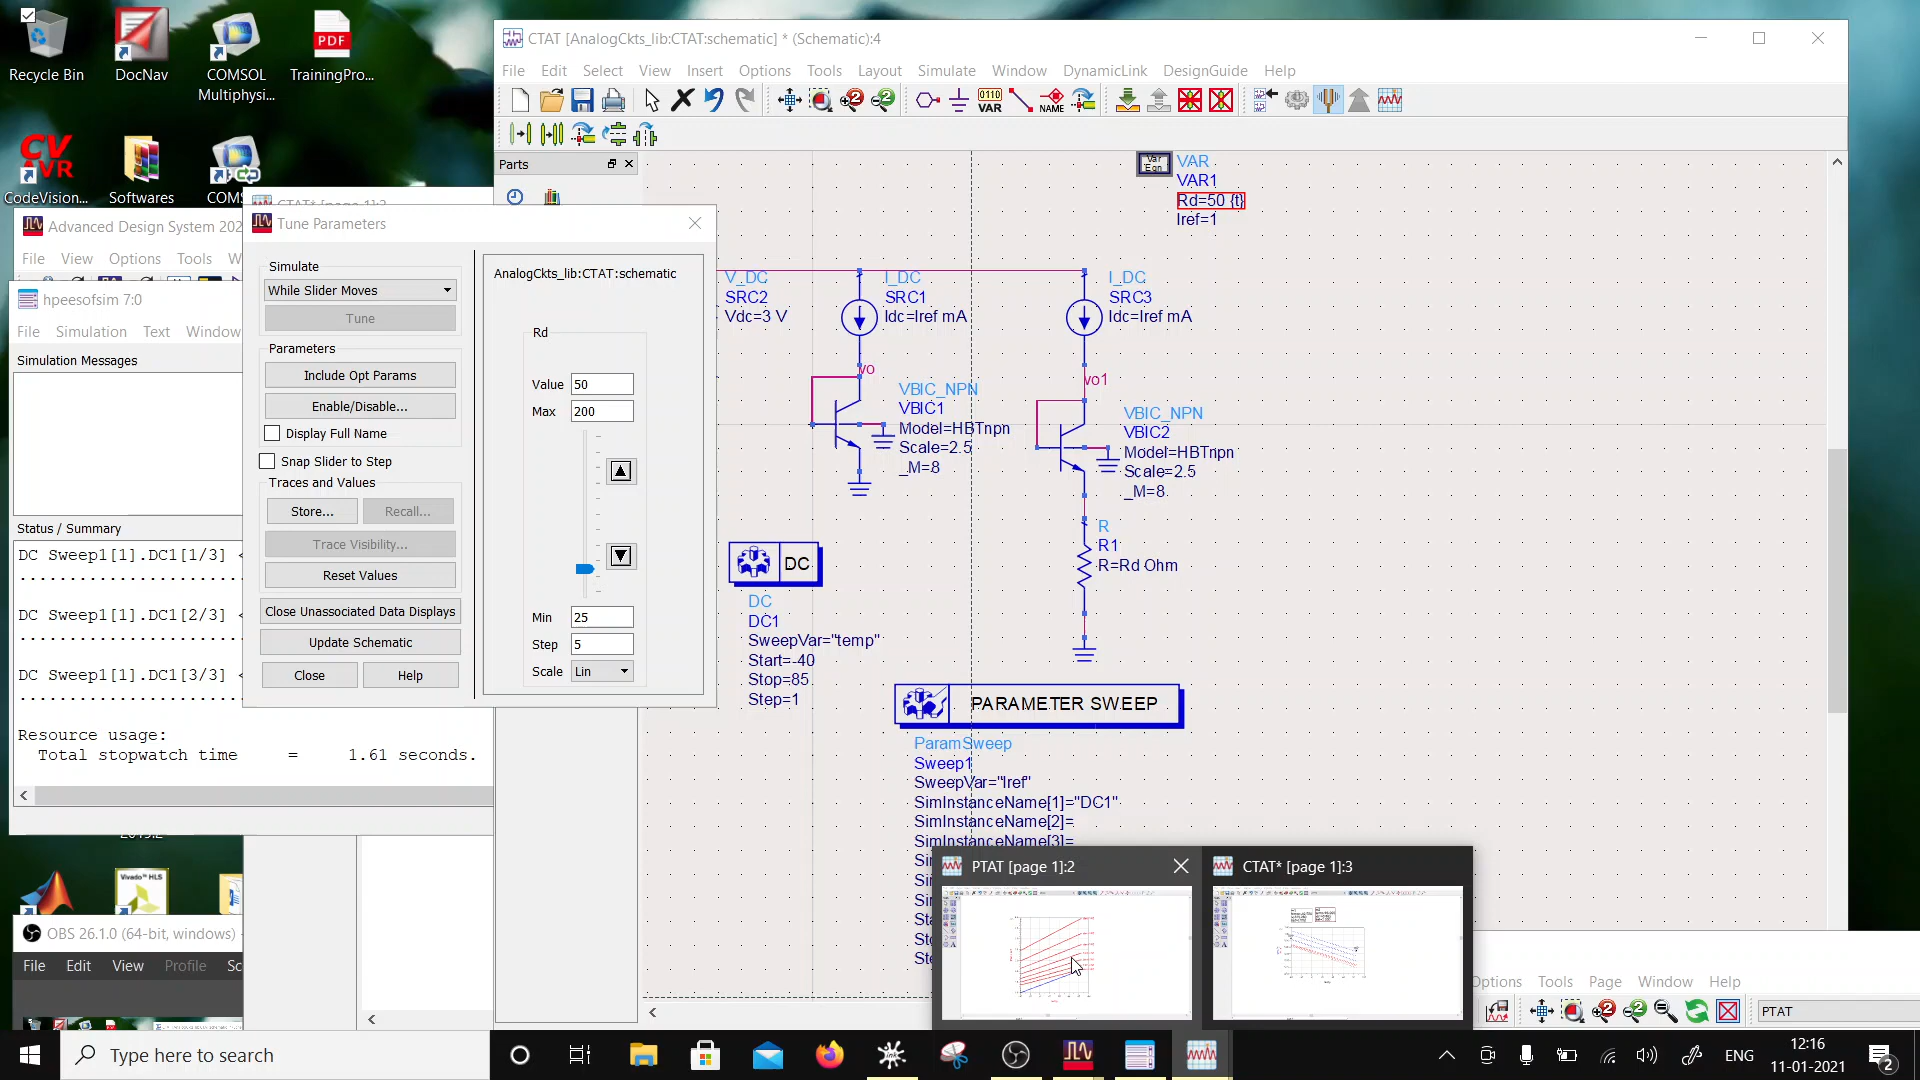 Recycle Bin
DocNav
COMSOL
Multiphysi...
TrainingPro...
CodeVision...
Softwares
COMS
CTAT [AnalogCkts_lib:CTAT:schematic] * (Schematic):4
File Edit Select View Insert Options Tools Layout Simulate Window DynamicLink DesignGuide Help
Parts
Advanced Design System 202
File View Options Tools W
hpeesofsim 7:0
File Simulation Text Window
Simulation Messages
Status / Summary
DC Sweep1[1].DC1[1/3] <
DC Sweep1[1].DC1[2/3] <
DC Sweep1[1].DC1[3/3] <
Resource usage:
Total stopwatch time = 1.61 seconds.
Tune Parameters
Simulate
While Slider Moves
Tune
Parameters
Include Opt Params
Enable/Disable...
Display Full Name
Snap Slider to Step
Traces and Values
Store...
Recall...
Trace Visibility...
Reset Values
Close Unassociated Data Displays
Update Schematic
Close
Help
AnalogCkts_lib:CTAT:schematic
Rd
Value 50
Max 200
Min 25
Step 5
Scale Lin
VAR
VAR1
Rd=50 {t}
Iref=1
V_DC
SRC2
Vdc=3 V
I_DC
SRC1
Idc=Iref mA
I_DC
SRC3
Idc=Iref mA
vo
VBIC_NPN
VBIC1
Model=HBTnpn
Scale=2.5
_M=8
vo1
VBIC_NPN
VBIC2
Model=HBTnpn
Scale=2.5
_M=8
R
R1
R=Rd Ohm
DC
DC
DC1
SweepVar="temp"
Start=-40
Stop=85
Step=1
PARAMETER SWEEP
ParamSweep
Sweep1
SweepVar="Iref"
SimInstanceName[1]="DC1"
SimInstanceName[2]=
SimInstanceName[3]=
PTAT [page 1]:2
CTAT* [page 1]:3
Options Tools Page Window Help
PTAT
OBS 26.1.0 (64-bit, windows)
File Edit View Profile Sc
Type here to search
ENG
12:16
11-01-2021
2